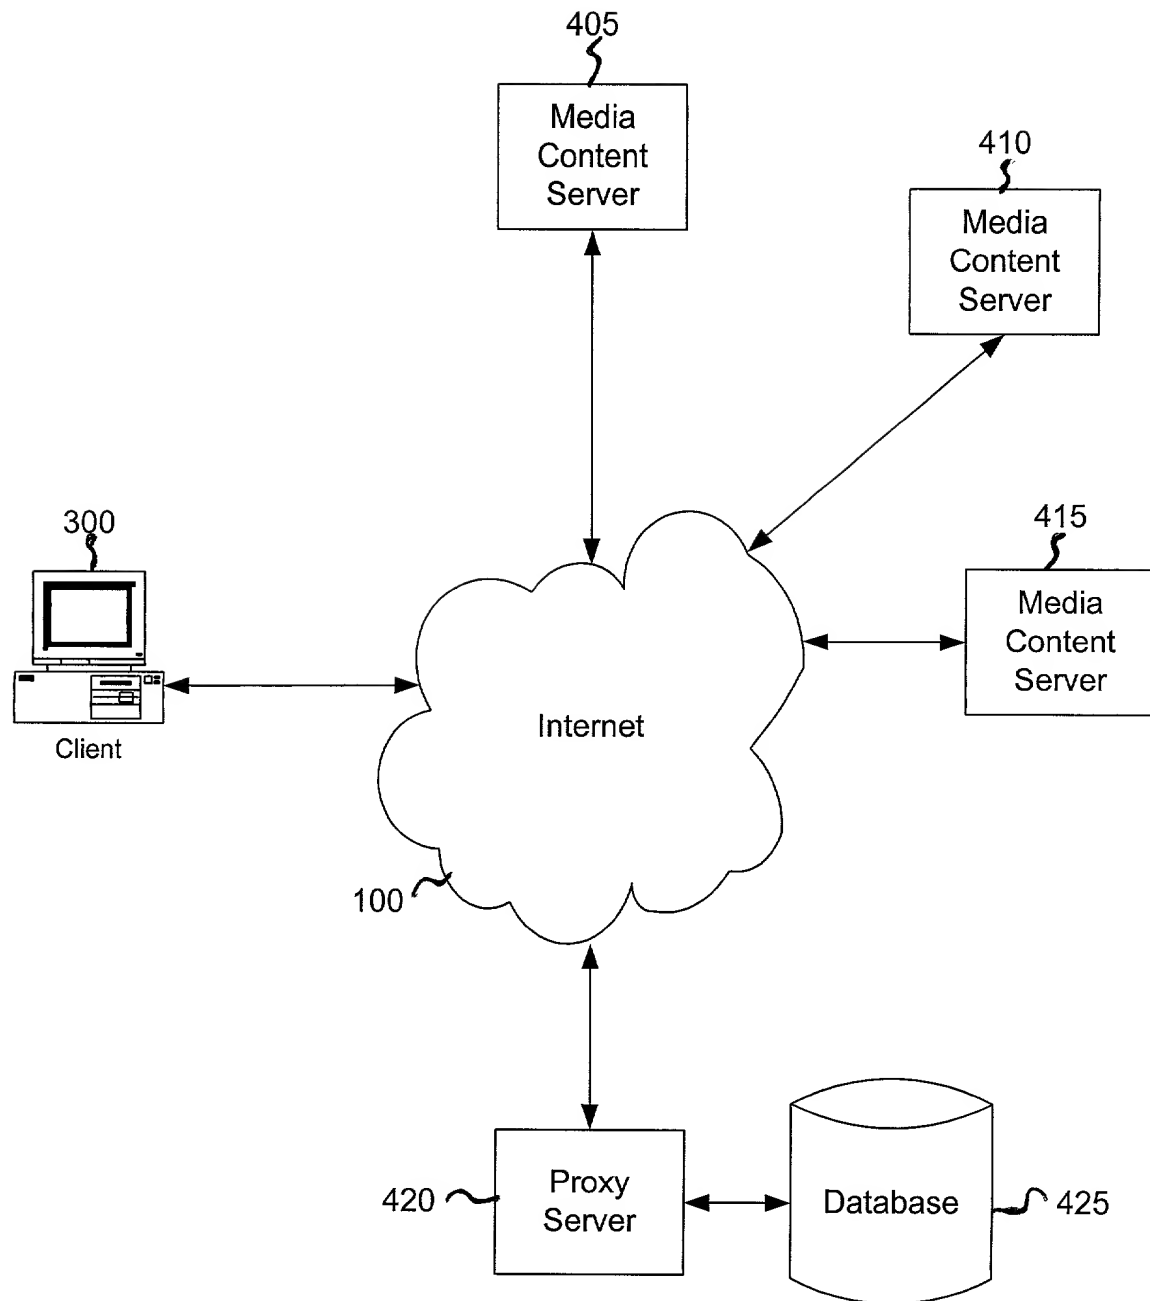 405
Media
Content
Server
410
Media
Content
Server
300
415
Media
Content
Server
Client
Internet
100
420
Proxy
Server
Database
425